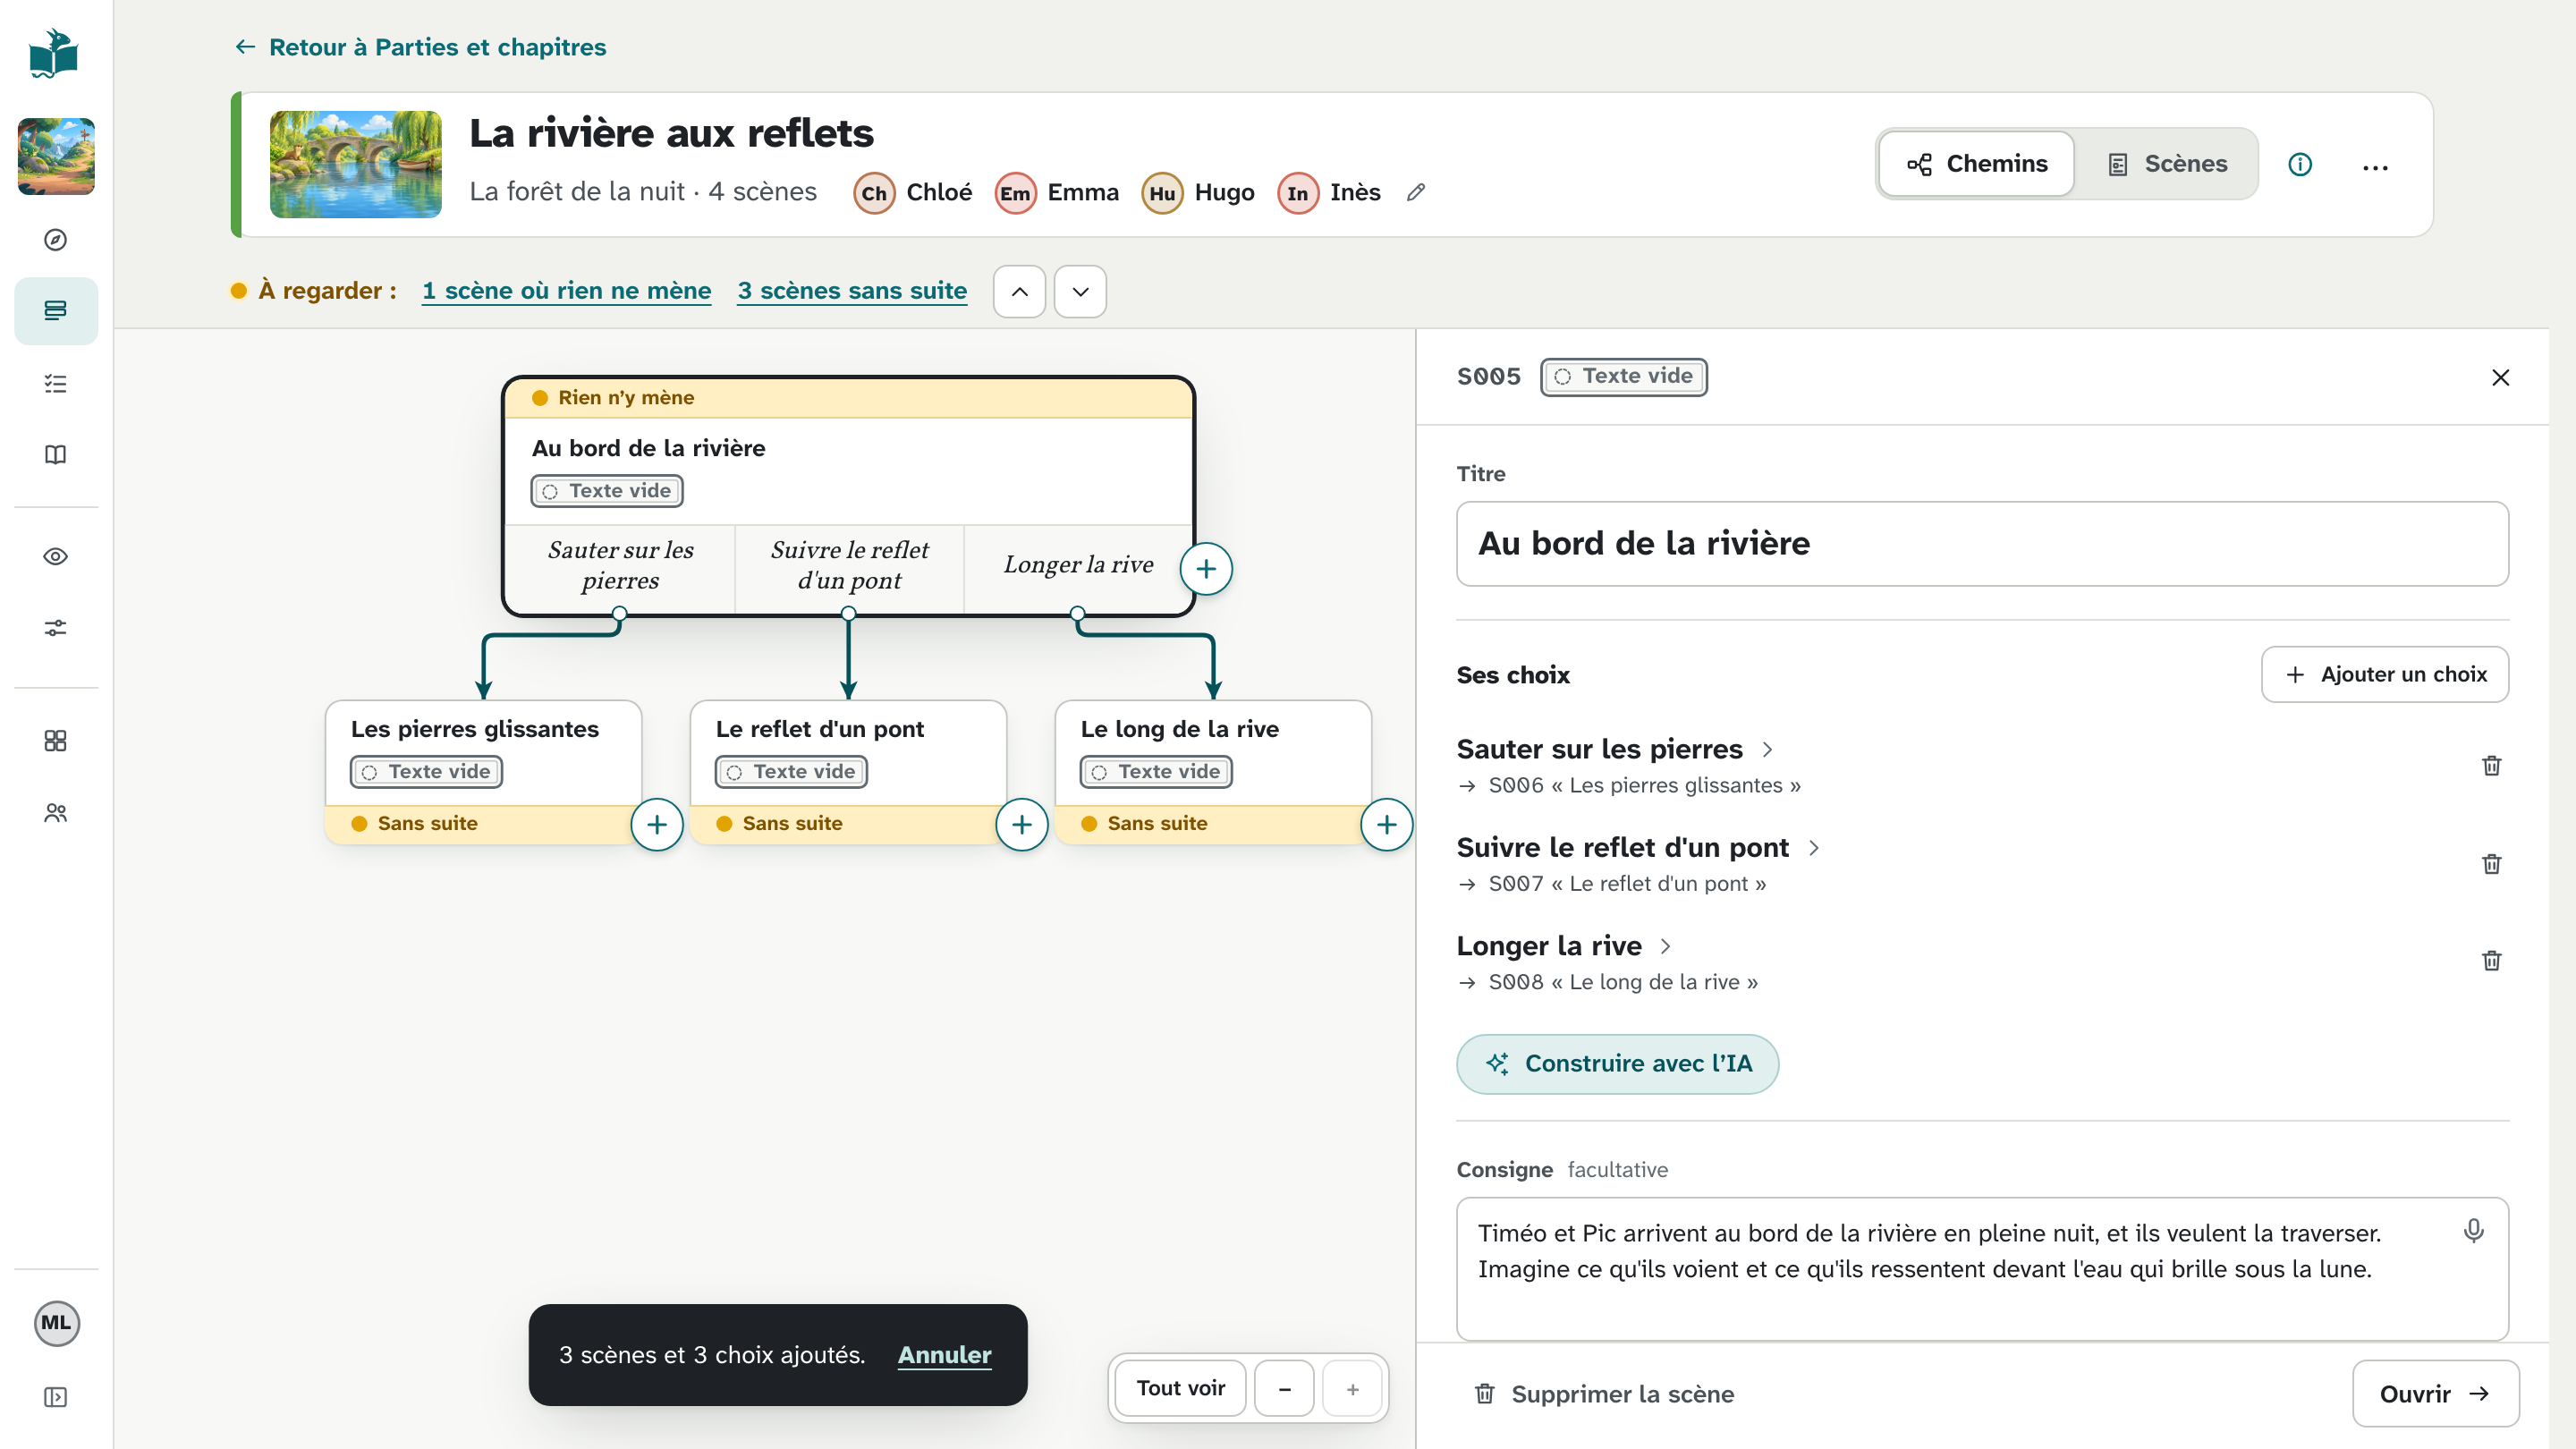 Retour à Parties et chapitres
La rivière aux reflets
La forêt de la nuit · 4 scènes
Ch Chloé
Em Emma
Hu Hugo
In Inès
Chemins
Scènes
À regarder :
1 scène où rien ne mène
3 scènes sans suite
Rien n’y mène
Au bord de la rivière
Texte vide
Sauter sur les
pierres
Suivre le reflet
d'un pont
Longer la rive
Les pierres glissantes
Texte vide
Sans suite
Le reflet d'un pont
Texte vide
Sans suite
Le long de la rive
Texte vide
Sans suite
3 scènes et 3 choix ajoutés. Annuler
Tout voir
S005
Texte vide
Titre
Au bord de la rivière
Ses choix
Ajouter un choix
Sauter sur les pierres
→ S006 « Les pierres glissantes »
Suivre le reflet d'un pont
→ S007 « Le reflet d'un pont »
Longer la rive
→ S008 « Le long de la rive »
Construire avec l’IA
Consigne facultative
Timéo et Pic arrivent au bord de la rivière en pleine nuit, et ils veulent la traverser.
Imagine ce qu'ils voient et ce qu'ils ressentent devant l'eau qui brille sous la lune.
Supprimer la scène
Ouvrir →
ML